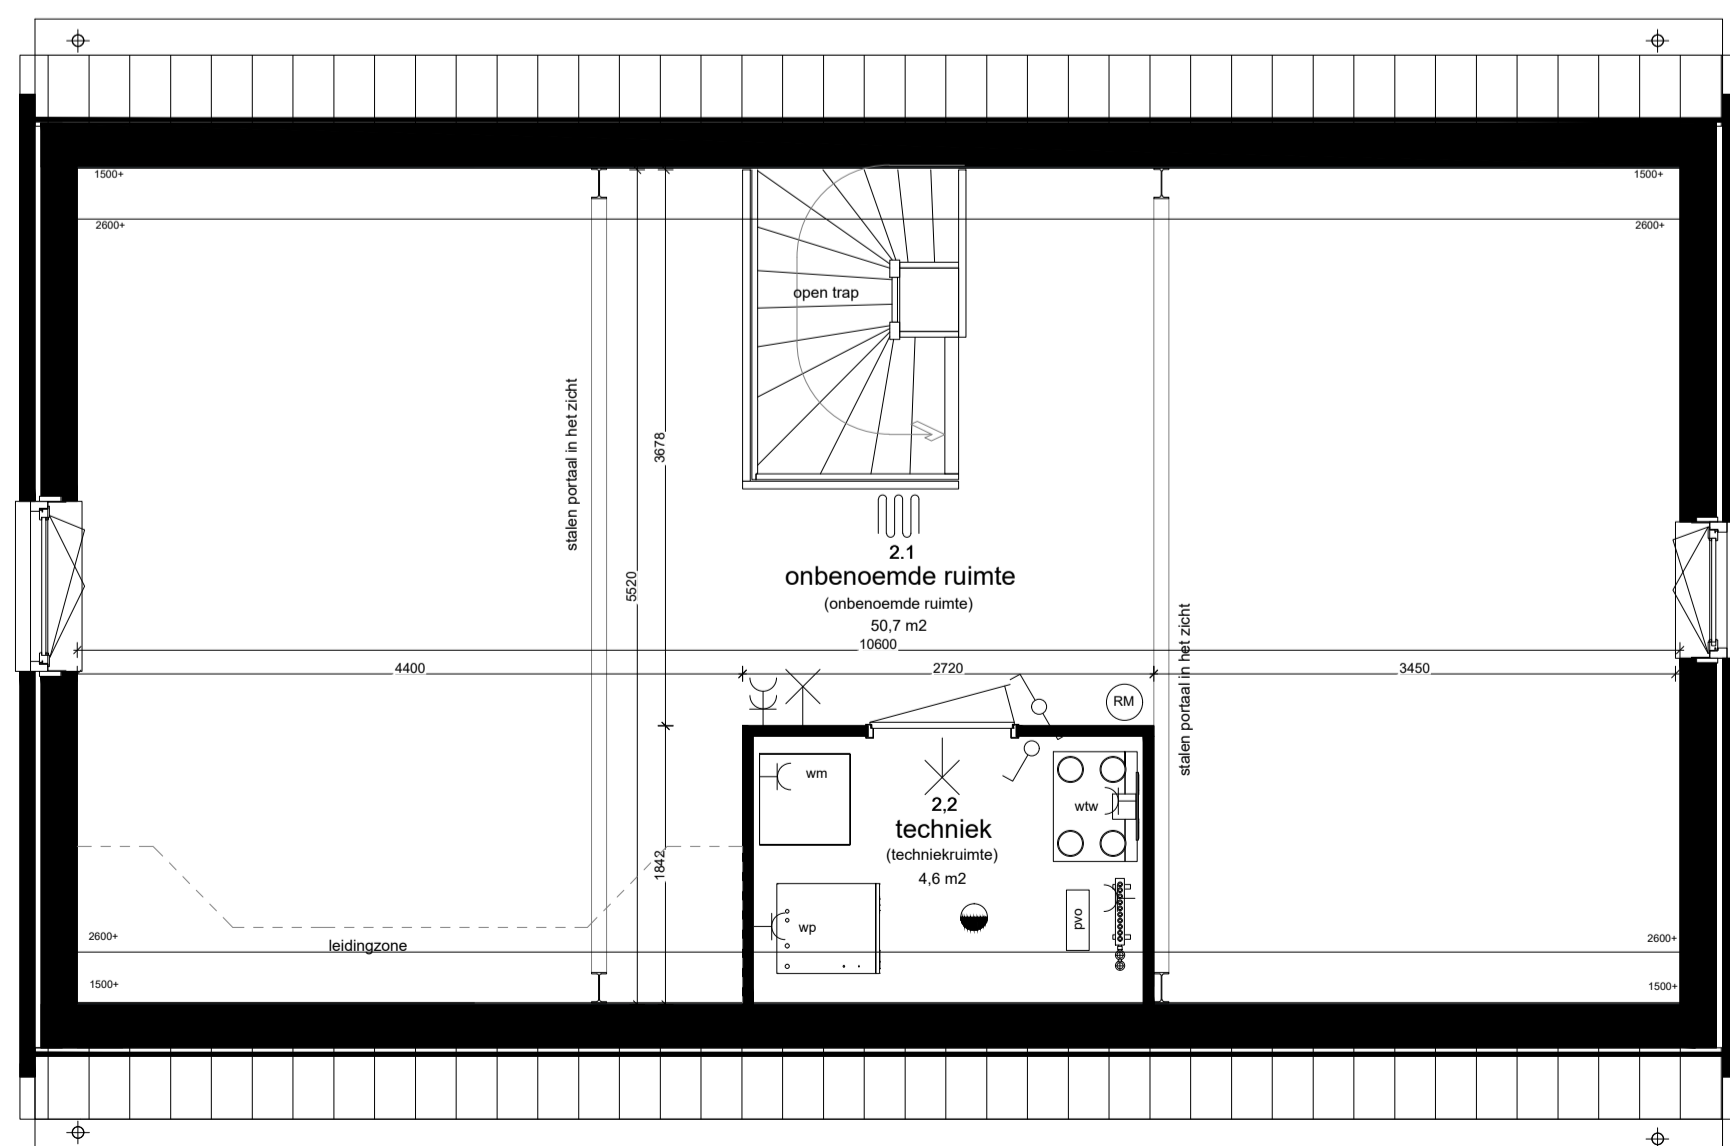 1500+
1500+
2600+
2600+
open trap
stalen portaal in het zicht
3678
5520
2.1
onbenoemde ruimte
(onbenoemde ruimte)
50,7 m2
10600
4400
2720
3450
stalen portaal in het zicht
RM
wm
2,2
techniek
(techniekruimte)
4,6 m2
wtw
1842
wp
pvo
leidingzone
2600+
2600+
1500+
1500+